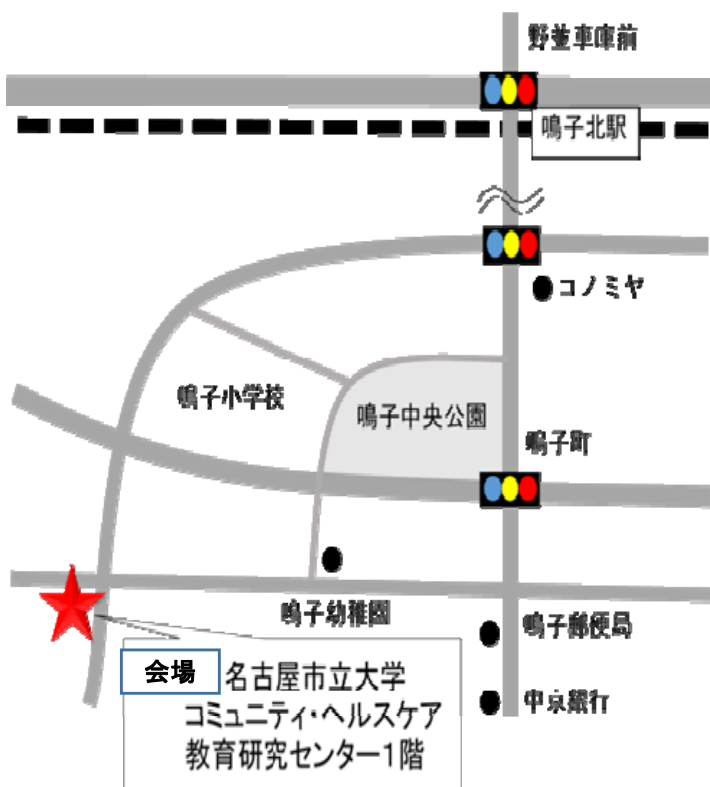 野並車庫前
鳴子北駅
コノミヤ
鳴子小学校
鳴子中央公園
鳴子町
鳴子幼稚園
鳴子郵便局
会場
名古屋市立大学
コミュニティ・ヘルスケア
教育研究センター1階
中京銀行